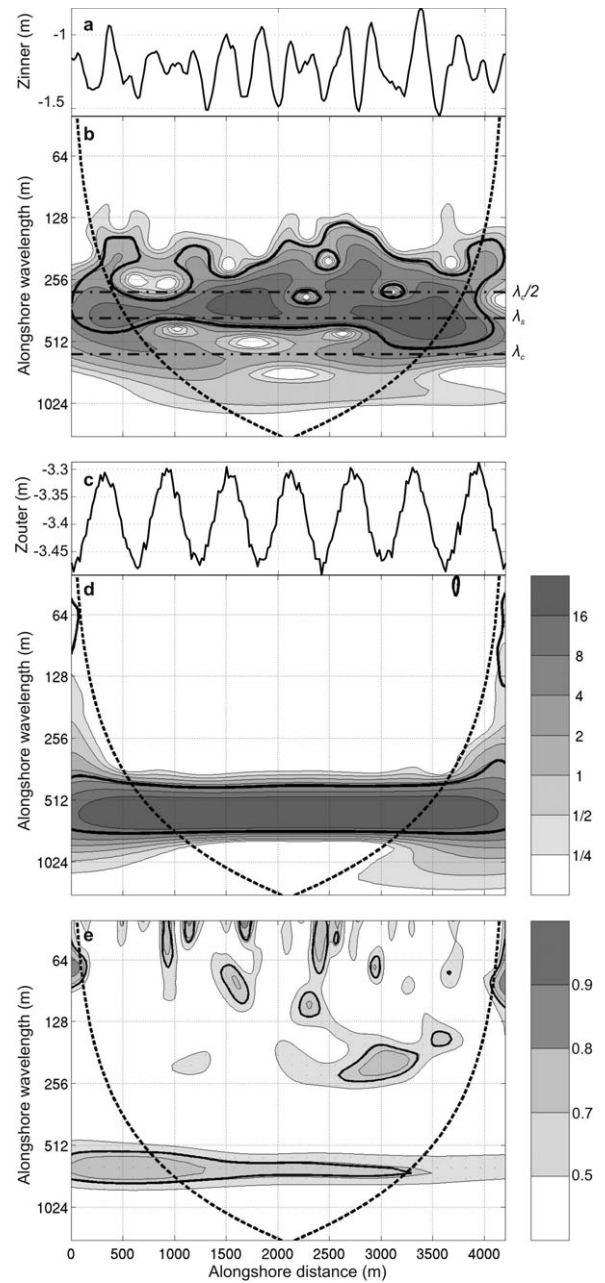 a
Zinner (m)
-1
-1.5
b
Alongshore wavelength (m)
64
128
256
512
1024
λc/2
λs
λc
c
Zouter (m)
-3.3
-3.35
-3.4
-3.45
d
Alongshore wavelength (m)
64
128
256
512
1024
16
8
4
2
1
1/2
1/4
e
Alongshore wavelength (m)
64
128
256
512
1024
0.9
0.8
0.7
0.5
0 500 1000 1500 2000 2500 3000 3500 4000
Alongshore distance (m)